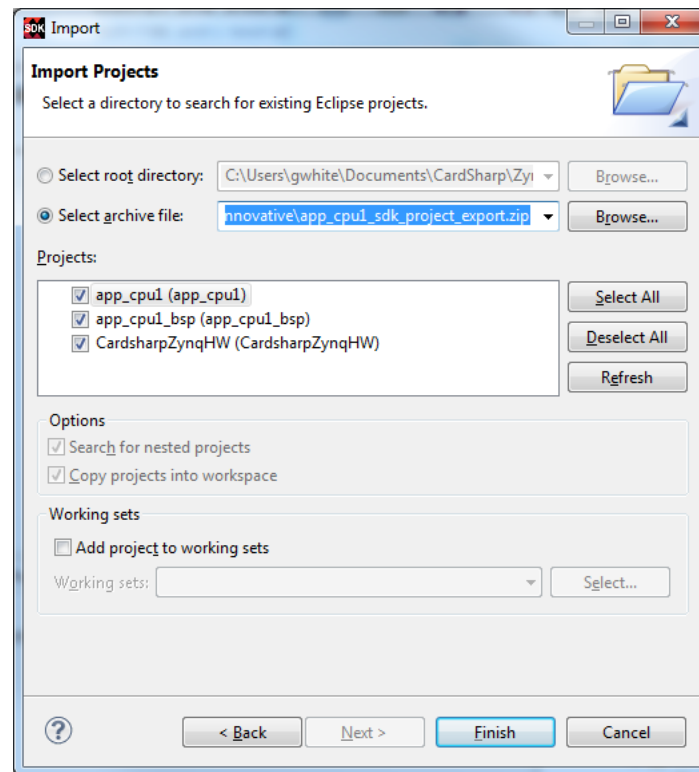 SDK Import
Import Projects
Select a directory to search for existing Eclipse projects.
Select root directory: C:\Users\gwhite\Documents\CardSharp\Zyi Browse...
Select archive file: nnovative\app_cpu1_sdk_project_export.zip Browse...
Projects:
app_cpu1 (app_cpu1) Select All
app_cpu1_bsp (app_cpu1_bsp)
CardsharpZynqHW (CardsharpZynqHW) Deselect All
Refresh
Options
Search for nested projects
Copy projects into workspace
Working sets
Add project to working sets
Working sets: Select...
? < Back Next > Finish Cancel